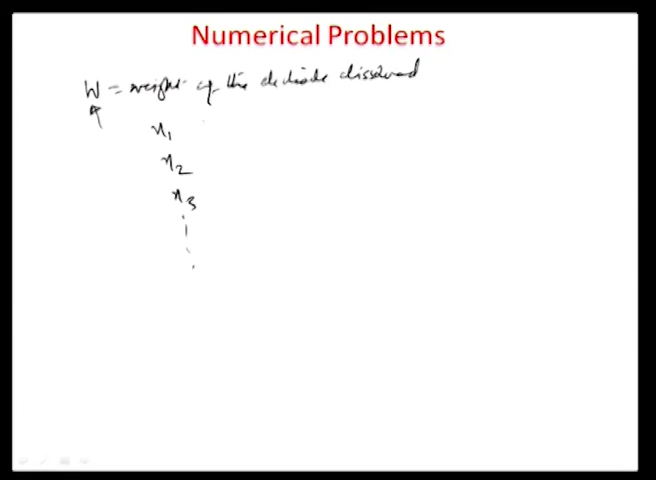 Numerical Problems
W = weight of the electrode dissolved
x1
x2
x3